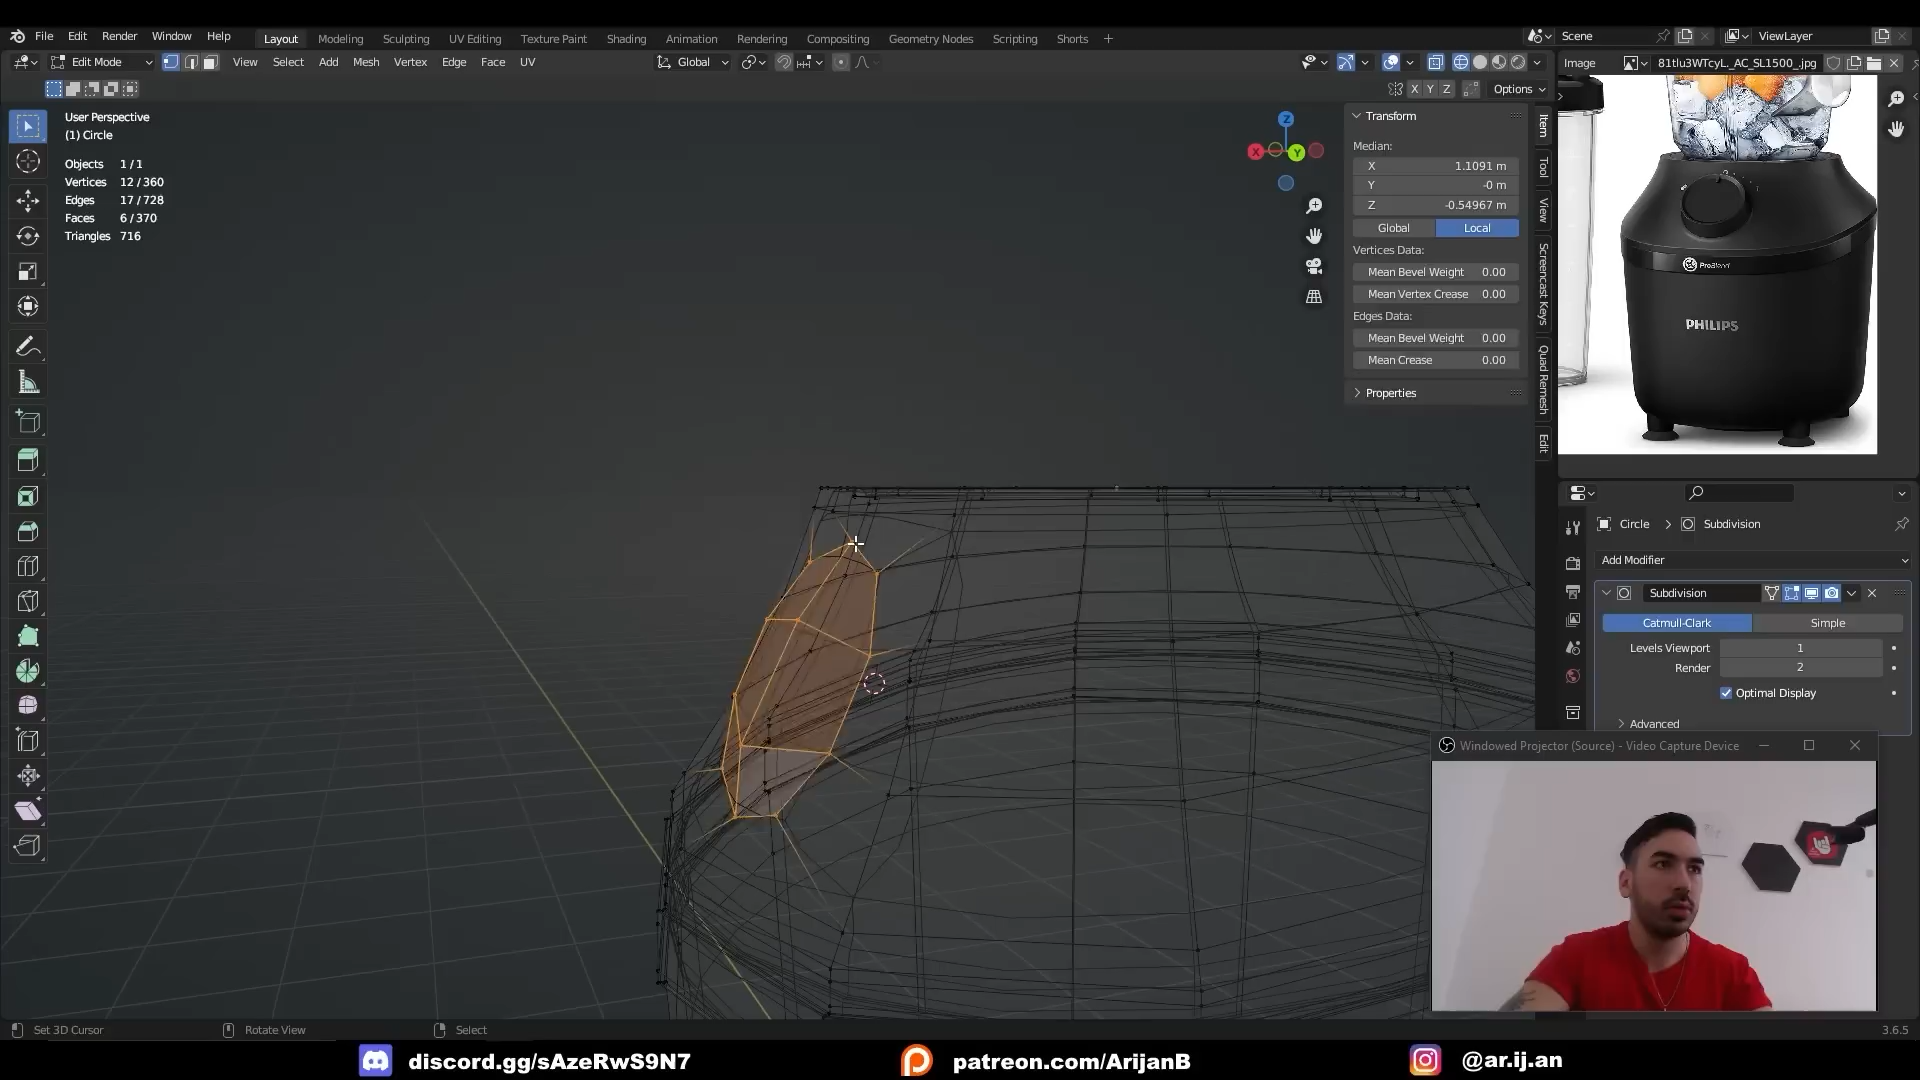 File Edit Render Window Help
Layout Modeling Sculpting UV Editing Texture Paint Shading Animation Rendering Compositing Geometry Nodes Scripting Shorts +
Scene
ViewLayer
Edit Mode View Select Add Mesh Vertex Edge Face UV
Global
Image
81tlu3WTcyL._AC_SL1500_.jpg
X Y Z Options
User Perspective
(1) Circle
Objects 1/1
Vertices 12/360
Edges 17/728
Faces 6/370
Triangles 716
Z
X
Y
Transform
Median:
X 1.1091 m
Y -0 m
Z -0.54967 m
Global Local
Vertices Data:
Mean Bevel Weight 0.00
Mean Vertex Crease 0.00
Edges Data:
Mean Bevel Weight 0.00
Mean Crease 0.00
Properties
Item
Tool
View
Screencast Keys
Quad Remesh
Edit
ProBlend
PHILIPS
Circle > Subdivision
Add Modifier
Subdivision
Catmull-Clark Simple
Levels Viewport 1
Render 2
Optimal Display
Advanced
Windowed Projector (Source) - Video Capture Device
Set 3D Cursor
Rotate View
Select
3.6.5
discord.gg/sAzeRwS9N7
patreon.com/ArijanB
@ar.ij.an